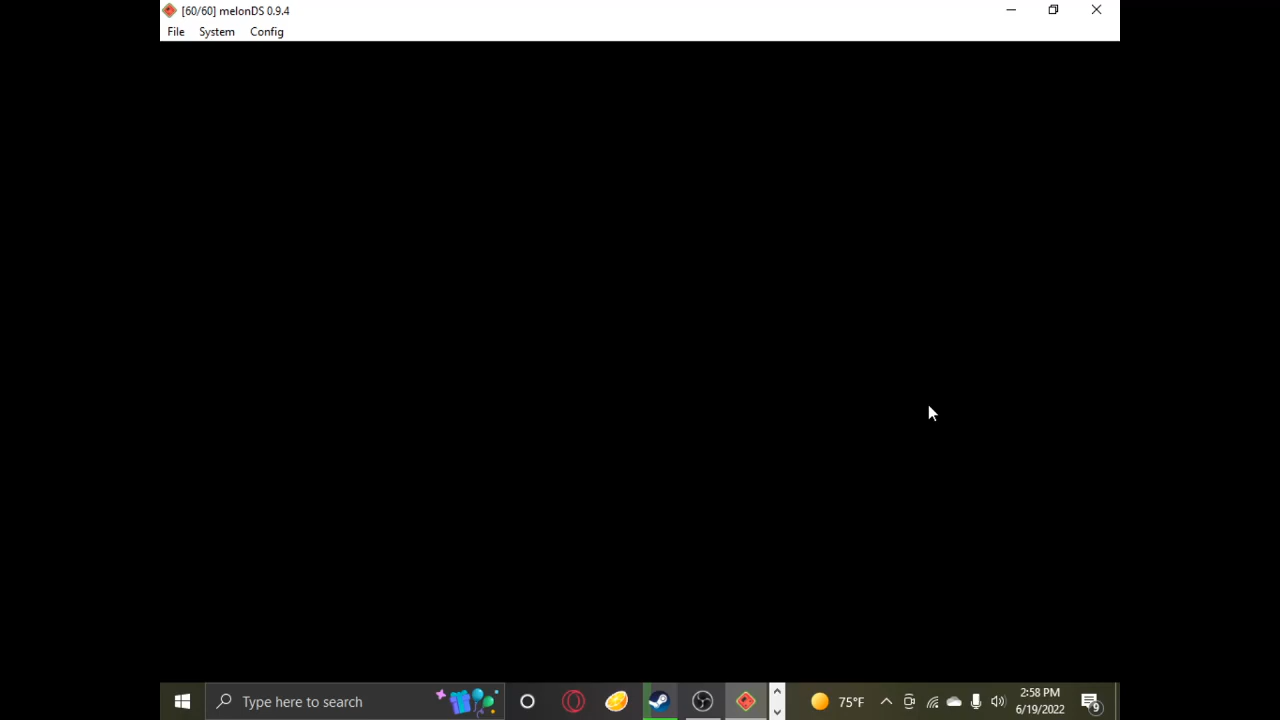 [60/60] melonDS 0.9.4
File System Config
Type here to search
75°F
2:58 PM
6/19/2022
9